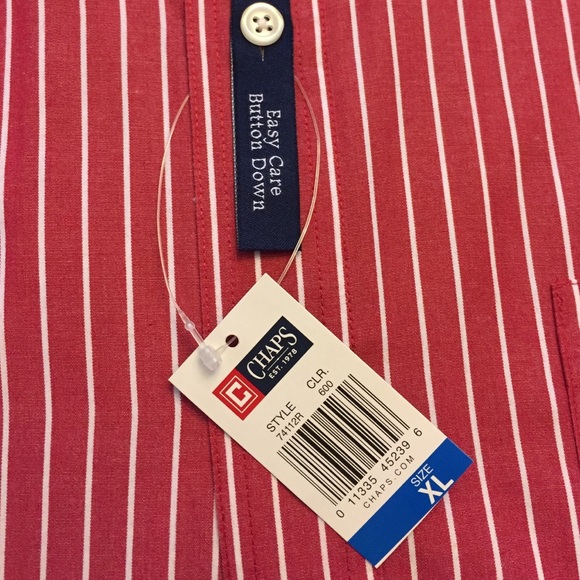 Easy Care
Button Down
C
CHAPS
EST. 1978
STYLE
74112R
CLR.
600
0 11335 45239 6
CHAPS.COM
SIZE
XL